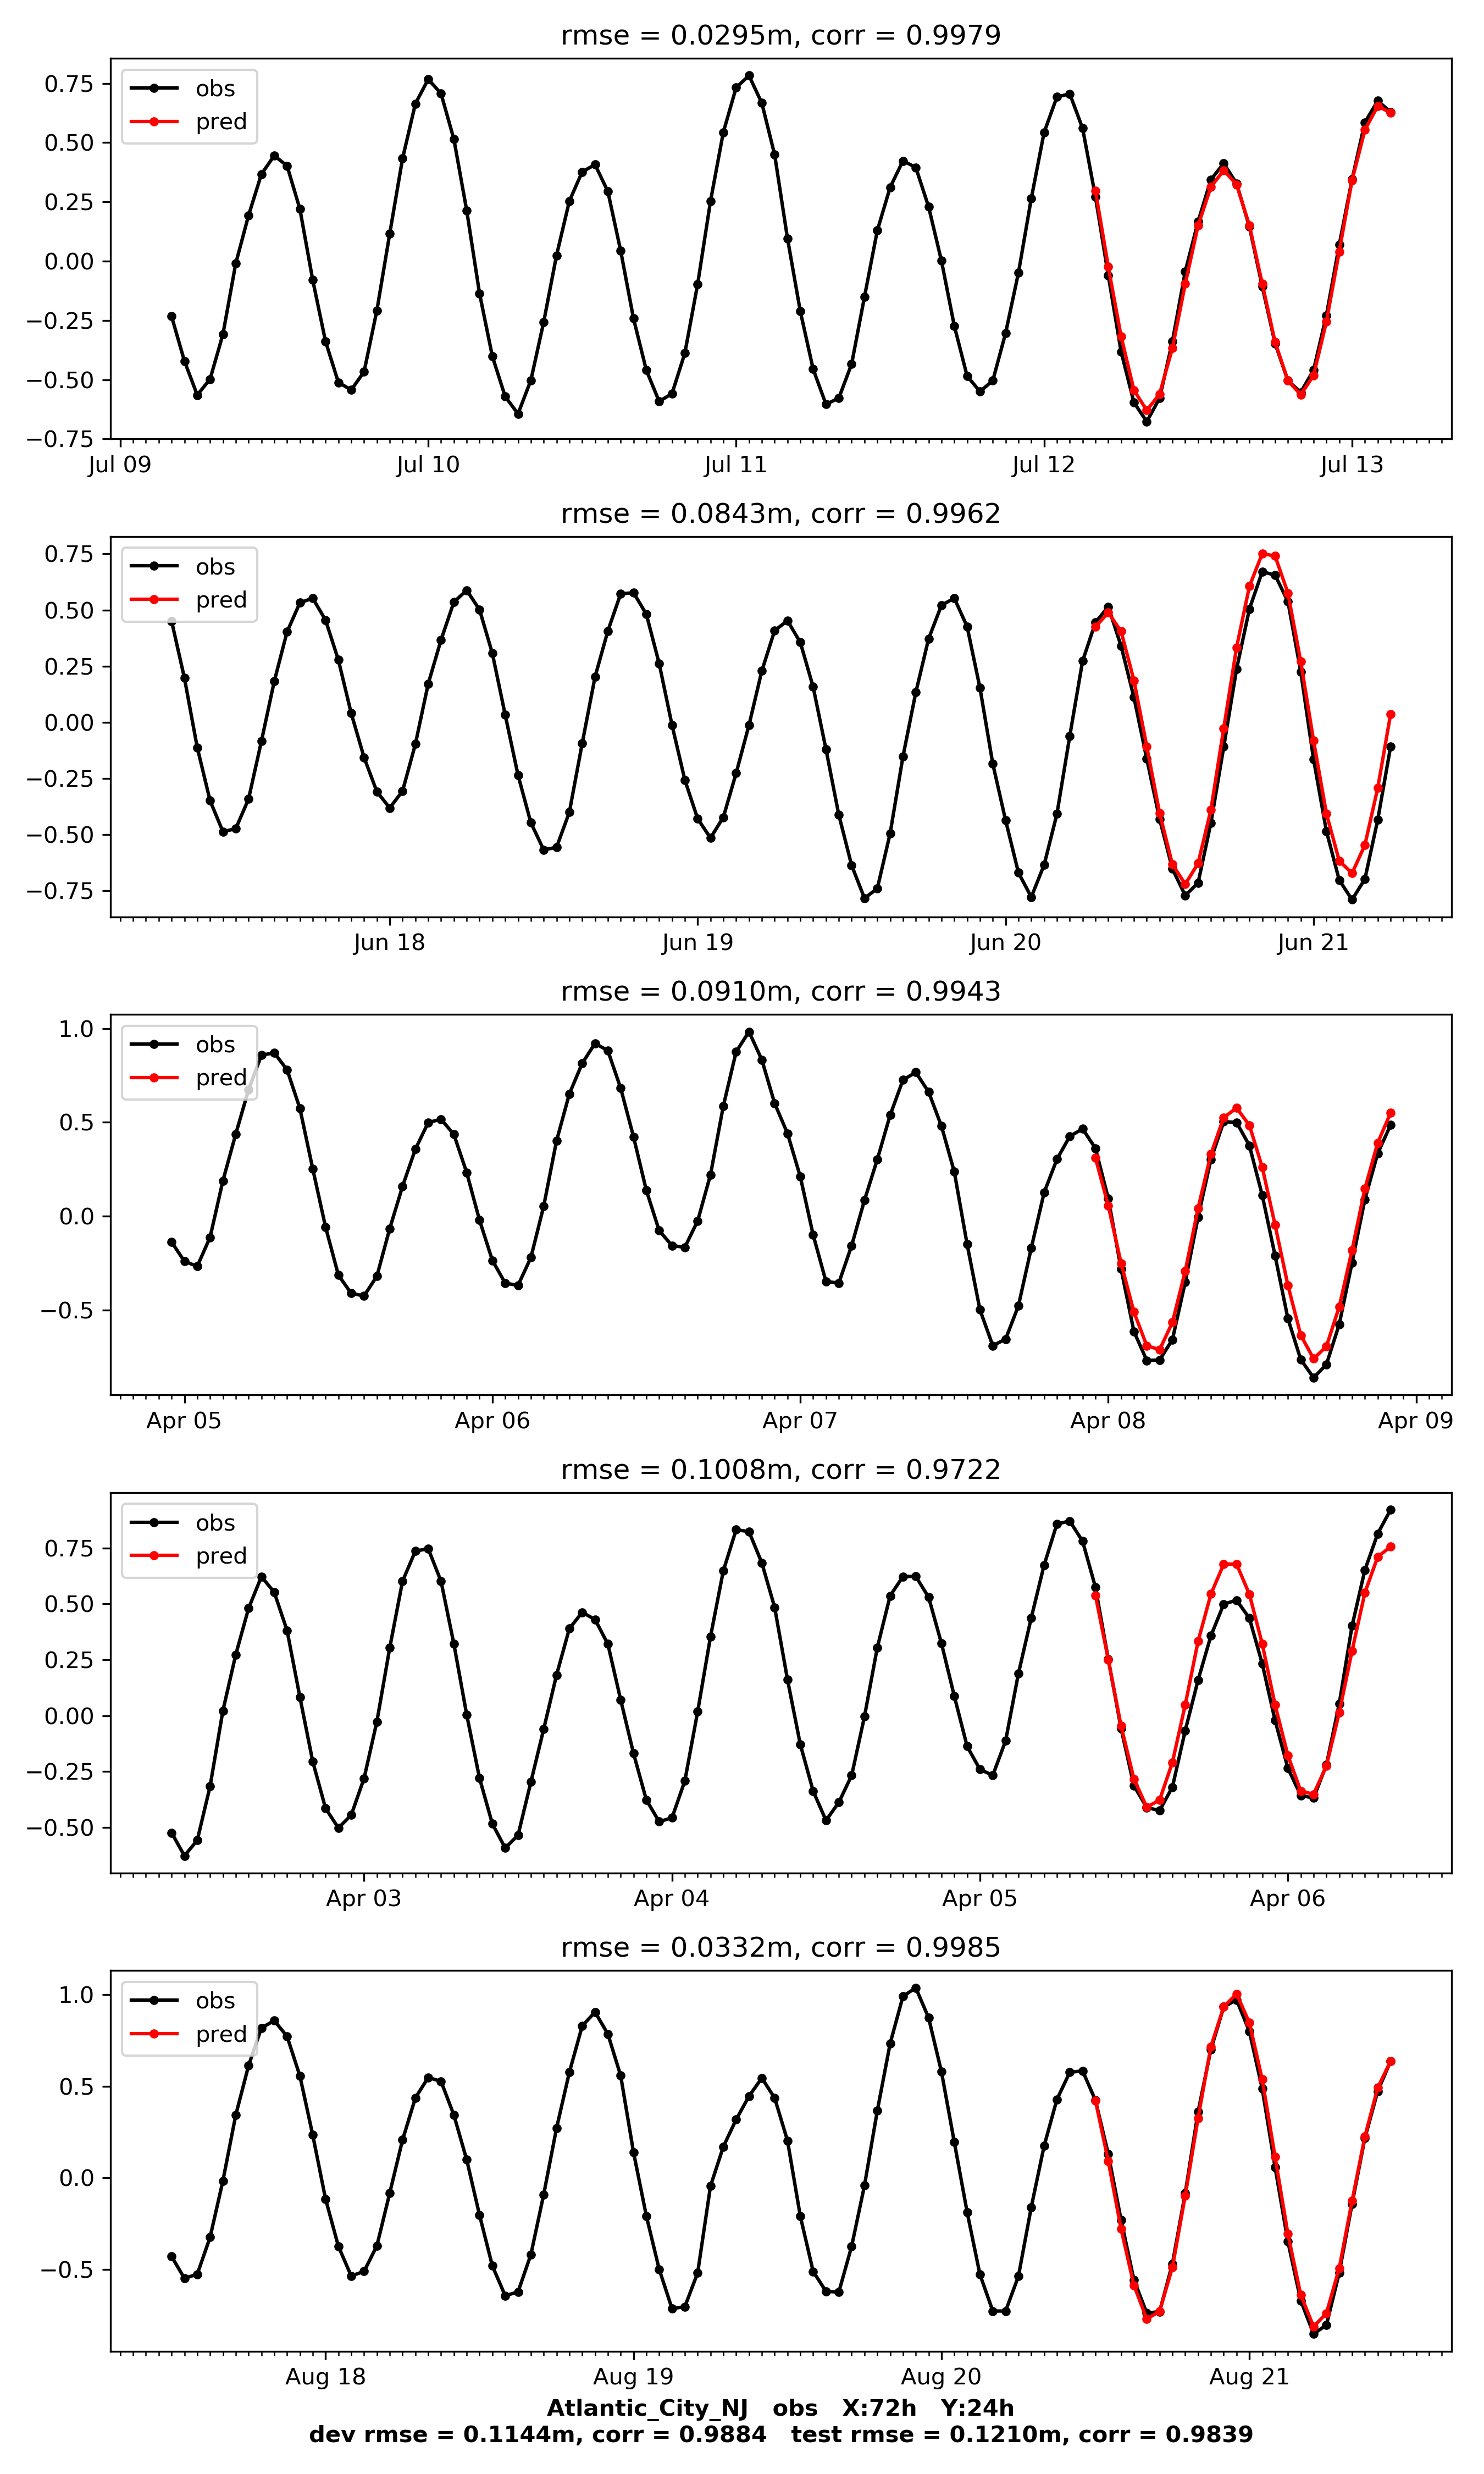 rmse = 0.0295m, corr = 0.9979
0.75
0.50
0.25
0.00
−0.25
−0.50
−0.75
obs
pred
Jul 09 Jul 10 Jul 11 Jul 12 Jul 13
rmse = 0.0843m, corr = 0.9962
0.75
0.50
0.25
0.00
−0.25
−0.50
−0.75
obs
pred
Jun 18 Jun 19 Jun 20 Jun 21
rmse = 0.0910m, corr = 0.9943
1.0
0.5
0.0
−0.5
obs
pred
Apr 05 Apr 06 Apr 07 Apr 08 Apr 09
rmse = 0.1008m, corr = 0.9722
0.75
0.50
0.25
0.00
−0.25
−0.50
obs
pred
Apr 03 Apr 04 Apr 05 Apr 06
rmse = 0.0332m, corr = 0.9985
1.0
0.5
0.0
−0.5
obs
pred
Aug 18 Aug 19 Aug 20 Aug 21
Atlantic_City_NJ obs X:72h Y:24h
dev rmse = 0.1144m, corr = 0.9884 test rmse = 0.1210m, corr = 0.9839